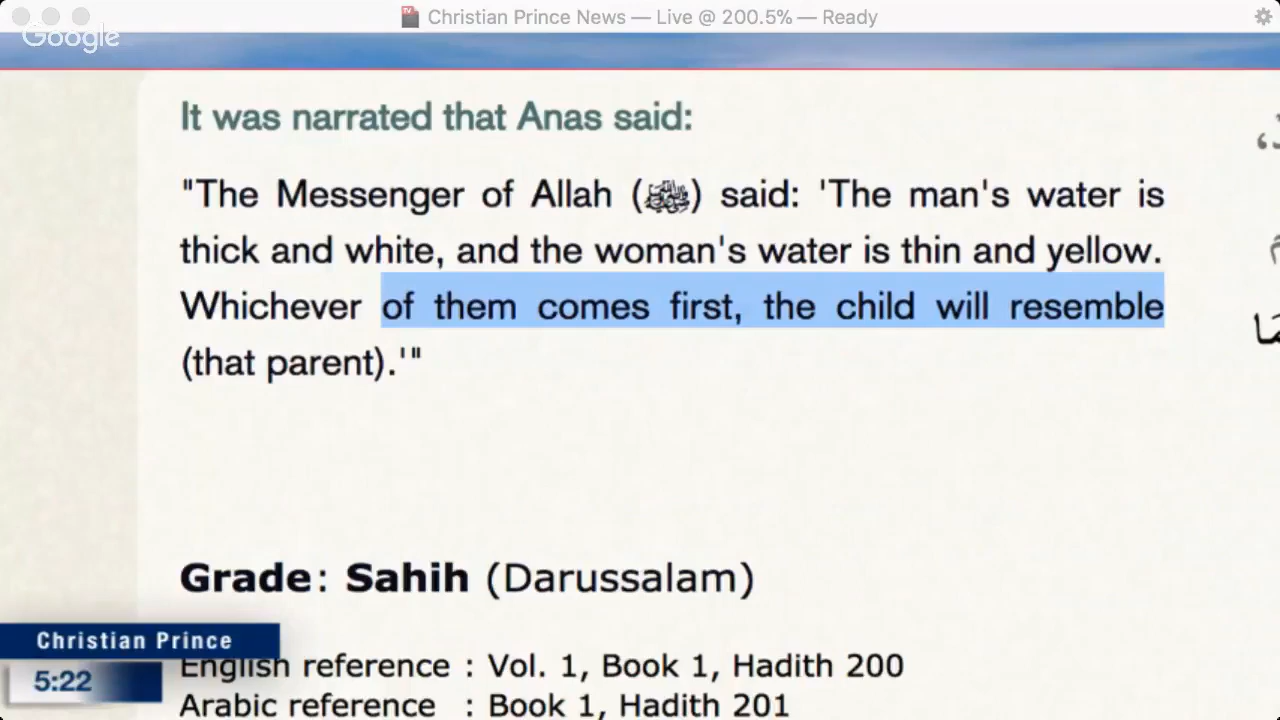 Christian Prince News — Live @ 200.5% — Ready
Google
It was narrated that Anas said:
"The Messenger of Allah (ﷺ) said: 'The man's water is
thick and white, and the woman's water is thin and yellow.
Whichever of them comes first, the child will resemble
(that parent).'"
Grade: Sahih (Darussalam)
Christian Prince
English reference : Vol. 1, Book 1, Hadith 200
5:22
Arabic reference : Book 1, Hadith 201